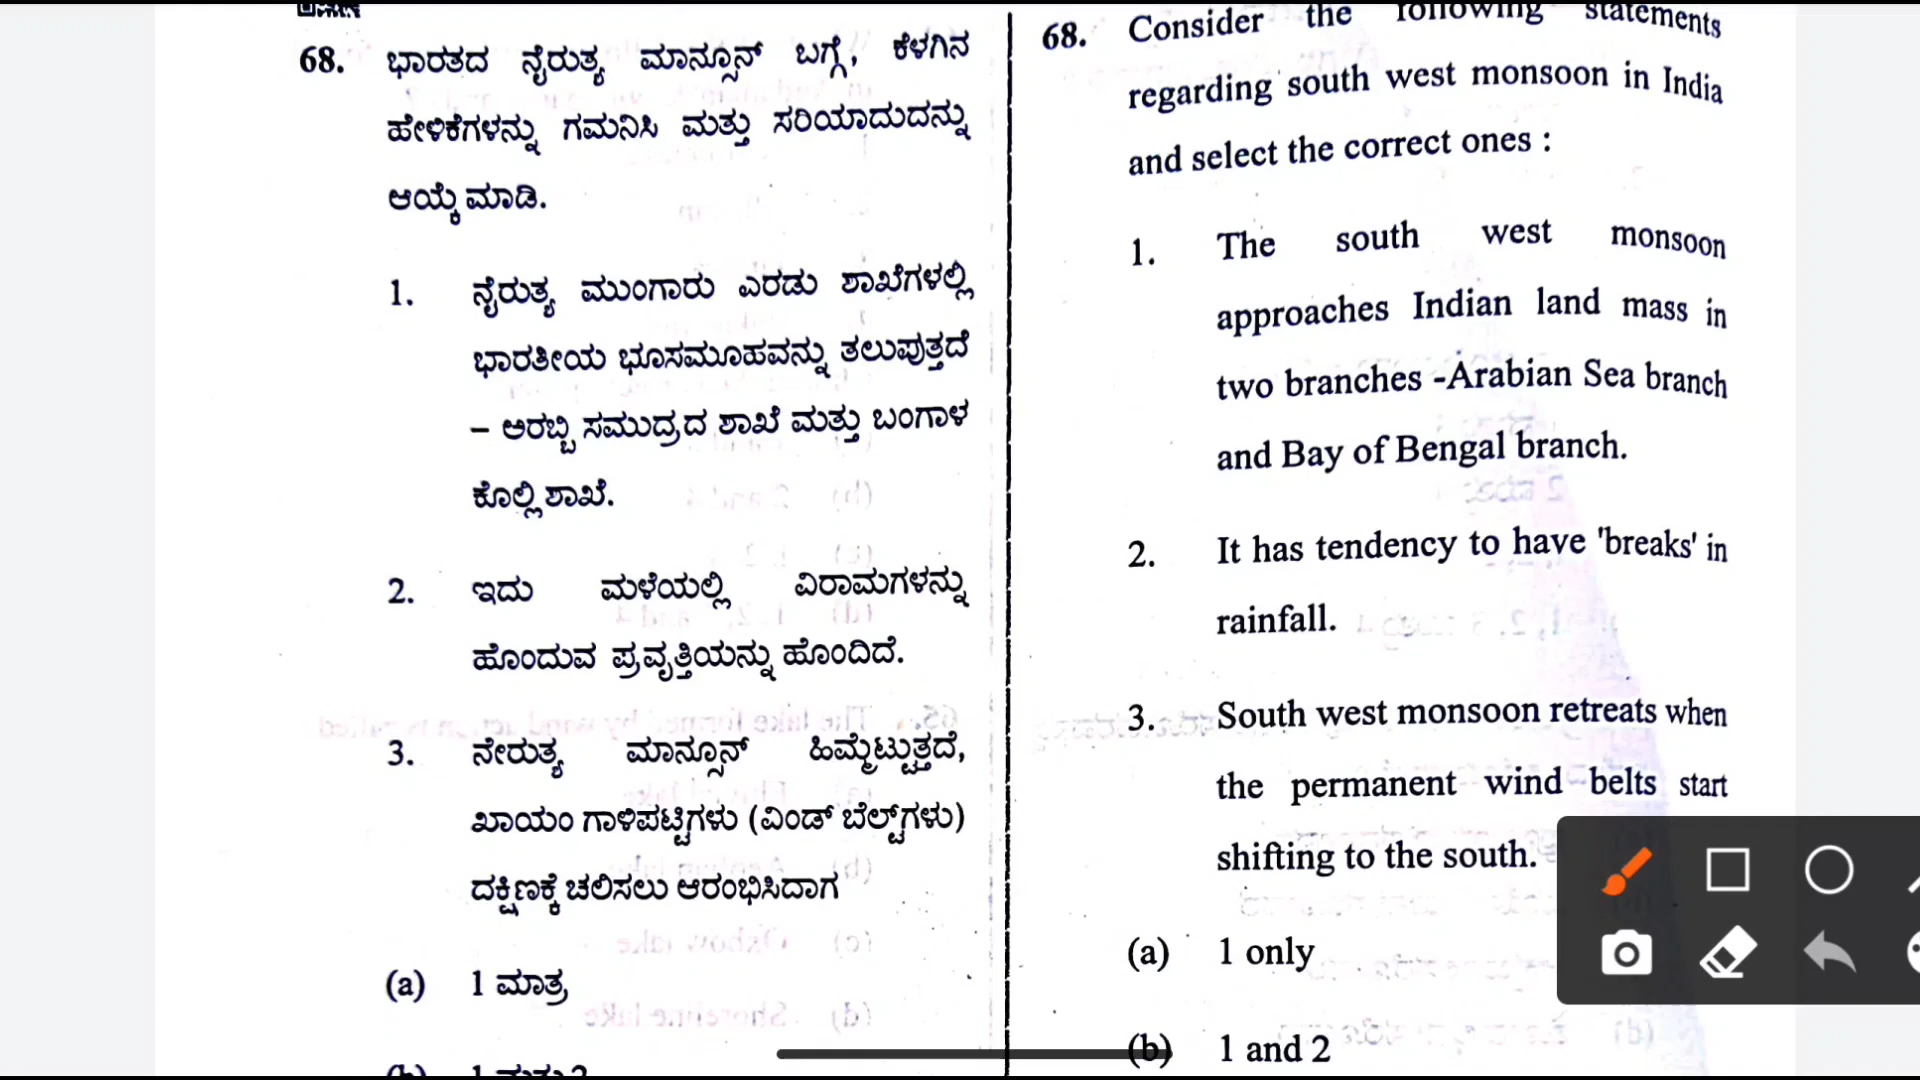 68. ಭಾರತದ ನೈರುತ್ಯ ಮಾನ್ಸೂನ್ ಬಗ್ಗೆ, ಕೆಳಗಿನ
ಹೇಳಿಕೆಗಳನ್ನು ಗಮನಿಸಿ ಮತ್ತು ಸರಿಯಾದುದನ್ನು
ಆಯ್ಕೆ ಮಾಡಿ.
1. ನೈರುತ್ಯ ಮುಂಗಾರು ಎರಡು ಶಾಖೆಗಳಲ್ಲಿ
ಭಾರತೀಯ ಭೂಸಮೂಹವನ್ನು ತಲುಪುತ್ತದೆ
– ಅರಬ್ಬಿ ಸಮುದ್ರದ ಶಾಖೆ ಮತ್ತು ಬಂಗಾಳ
ಕೊಲ್ಲಿ ಶಾಖೆ.
2. ಇದು ಮಳೆಯಲ್ಲಿ ವಿರಾಮಗಳನ್ನು
ಹೊಂದುವ ಪ್ರವೃತ್ತಿಯನ್ನು ಹೊಂದಿದೆ.
3. ನೇರುತ್ಯ ಮಾನ್ಸೂನ್ ಹಿಮ್ಮೆಟ್ಟುತ್ತದೆ,
ಖಾಯಂ ಗಾಳಿಪಟ್ಟಿಗಳು (ವಿಂಡ್ ಬೆಲ್ಟ್‌ಗಳು)
ದಕ್ಷಿಣಕ್ಕೆ ಚಲಿಸಲು ಆರಂಭಿಸಿದಾಗ
(a) 1 ಮಾತ್ರ
68. Consider the following statements
regarding south west monsoon in India
and select the correct ones :
1. The south west monsoon
approaches Indian land mass in
two branches -Arabian Sea branch
and Bay of Bengal branch.
2. It has tendency to have 'breaks' in
rainfall.
3. South west monsoon retreats when
the permanent wind belts start
shifting to the south.
(a) 1 only
(b) 1 and 2